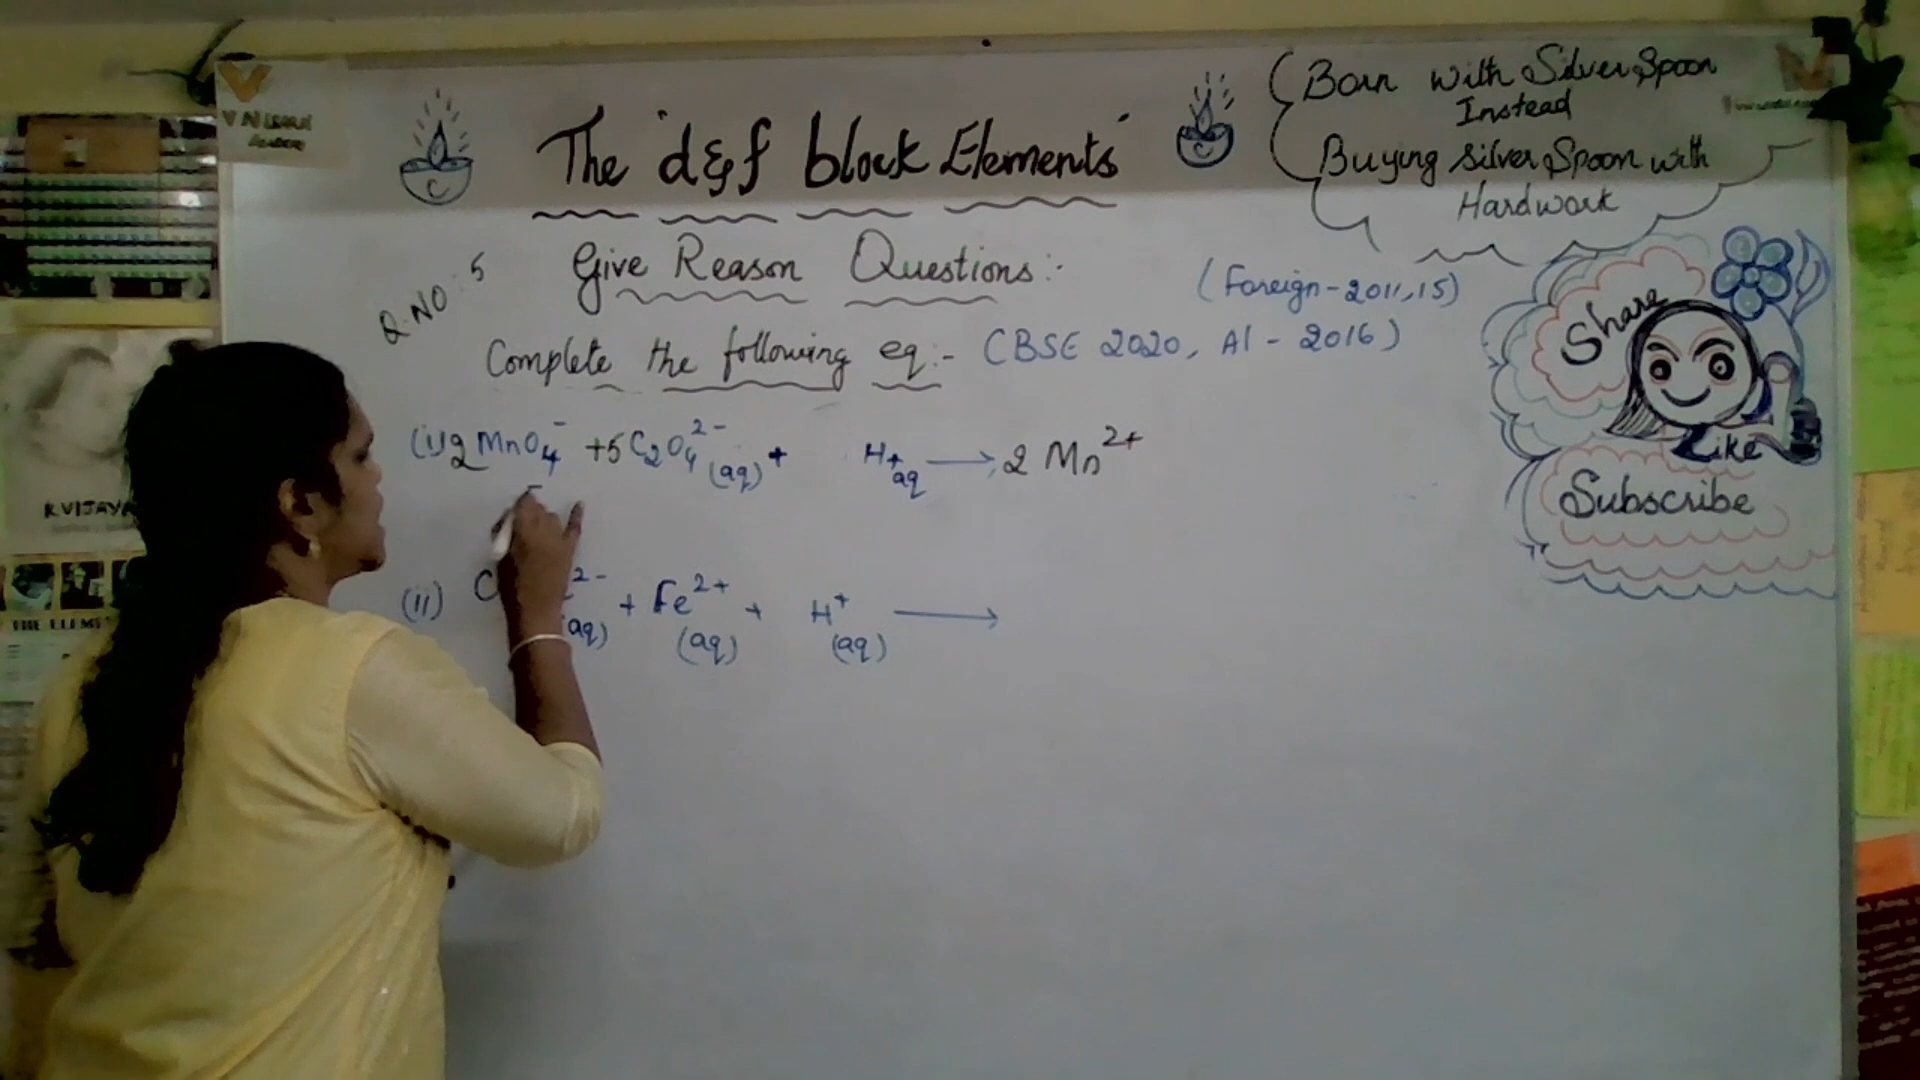 The "d & f block Elements"
Born with Silver Spoon
Instead
Buying Silver Spoon with
Hardwork
Q.NO: 5
Give Reason Questions:-
(Foreign-2011,15)
Complete the following eq:- CBSE 2020, AI - 2016)
(i) 2 MnO4^- + 5 C2O4^2- (aq) + H+ aq → 2 Mn^2+
(ii) C 2- (aq) + Fe^2+ (aq) + H^+ (aq) →
Share
Like
Subscribe
R.VIJAYA
THE ELEM